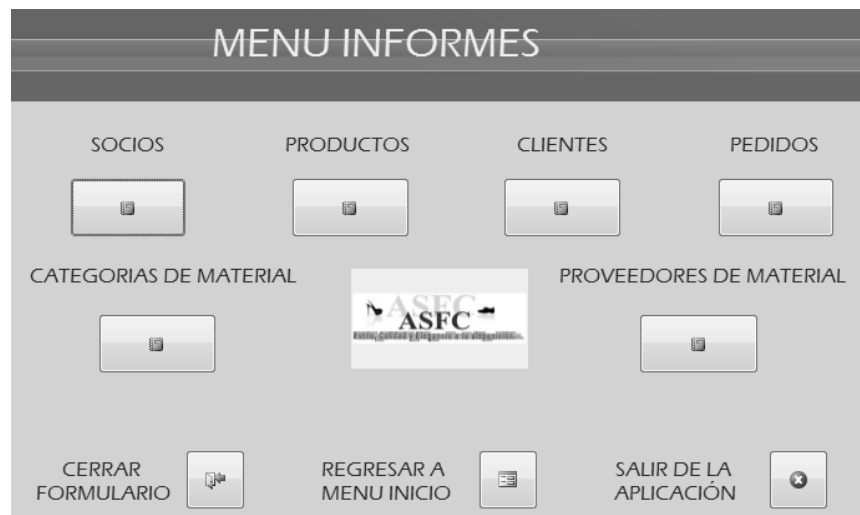 MENU INFORMES
SOCIOS
PRODUCTOS
CLIENTES
PEDIDOS
CATEGORIAS DE MATERIAL
PROVEEDORES DE MATERIAL
ASFC
ASFC
CERRAR
FORMULARIO
REGRESAR A
MENU INICIO
SALIR DE LA
APLICACIÓN